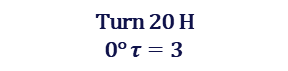 Turn 20 H
0° τ = 3